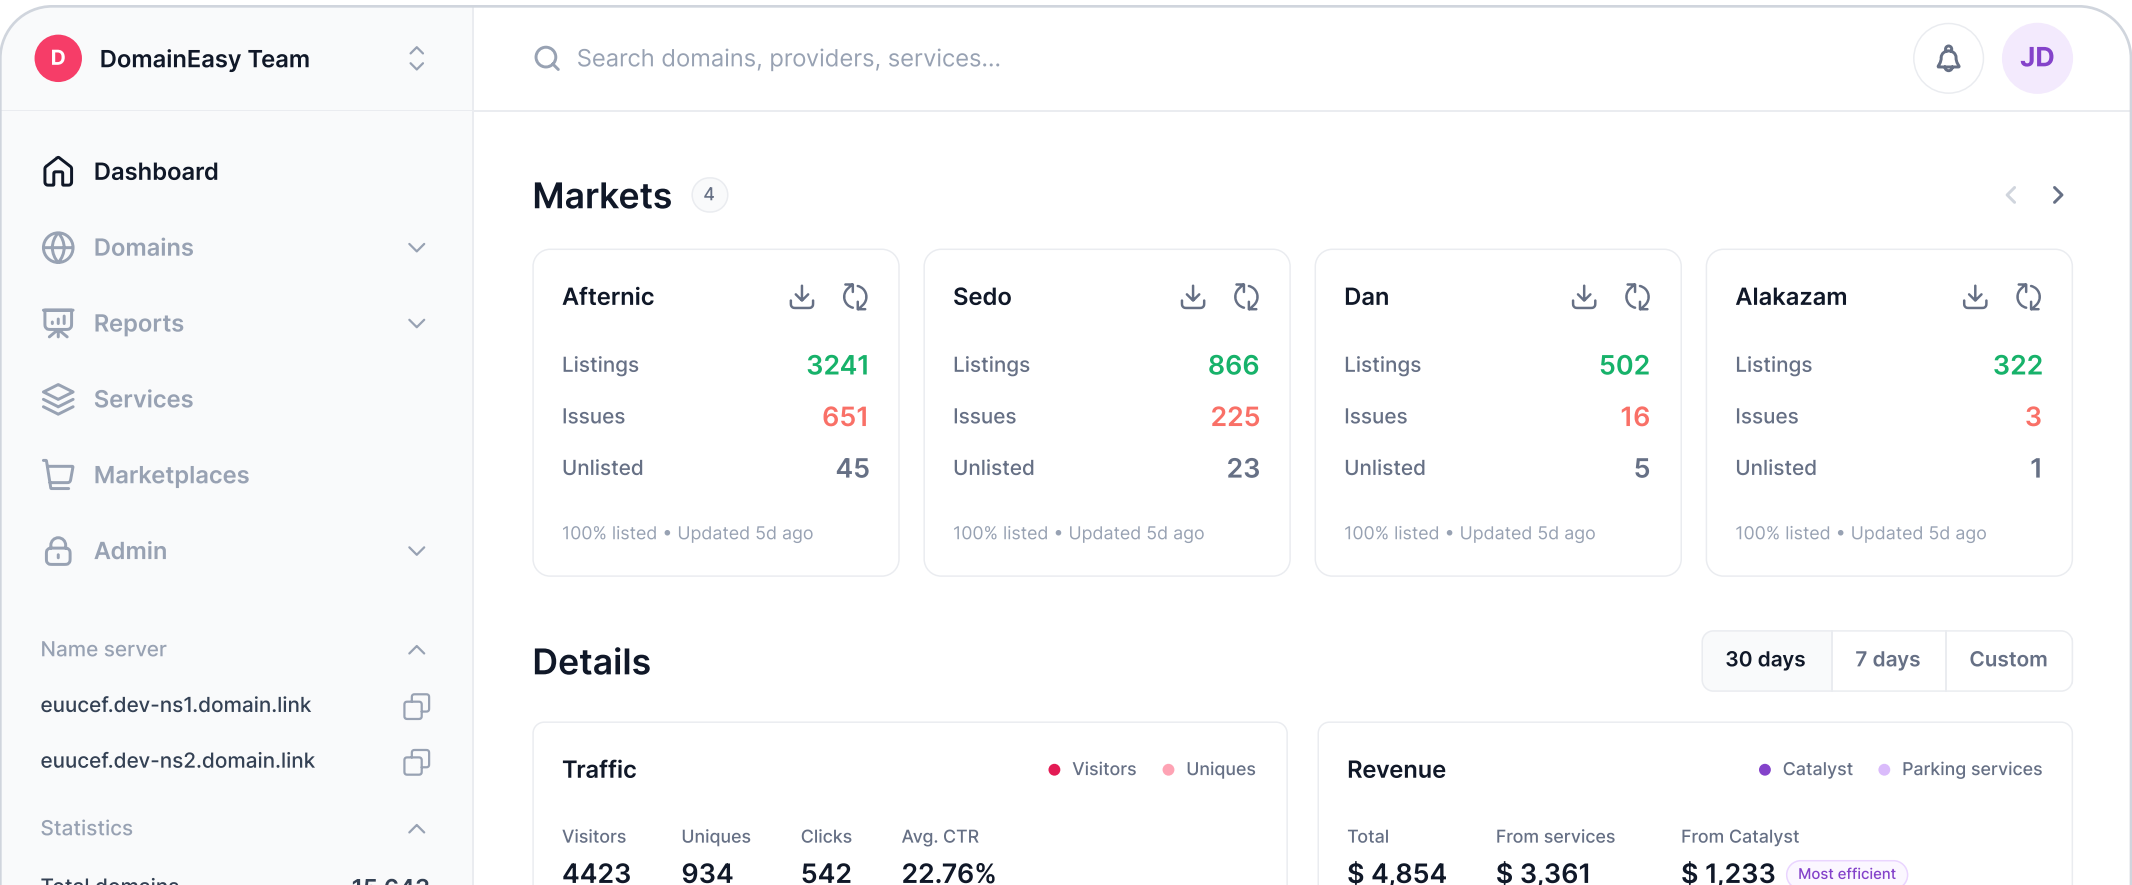 D DomainEasy Team
Search domains, providers, services...
JD
Dashboard
Domains
Reports
Services
Marketplaces
Admin
Name server
euucef.dev-ns1.domain.link
euucef.dev-ns2.domain.link
Statistics
Total domains 15,642
Markets 4
Afternic
Listings 3241
Issues 651
Unlisted 45
100% listed • Updated 5d ago
Sedo
Listings 866
Issues 225
Unlisted 23
100% listed • Updated 5d ago
Dan
Listings 502
Issues 16
Unlisted 5
100% listed • Updated 5d ago
Alakazam
Listings 322
Issues 3
Unlisted 1
100% listed • Updated 5d ago
Details
30 days 7 days Custom
Traffic
Visitors Uniques
Visitors Uniques Clicks Avg. CTR
4423 934 542 22.76%
Revenue
Catalyst Parking services
Total From services From Catalyst
$ 4,854 $ 3,361 $ 1,233 Most efficient